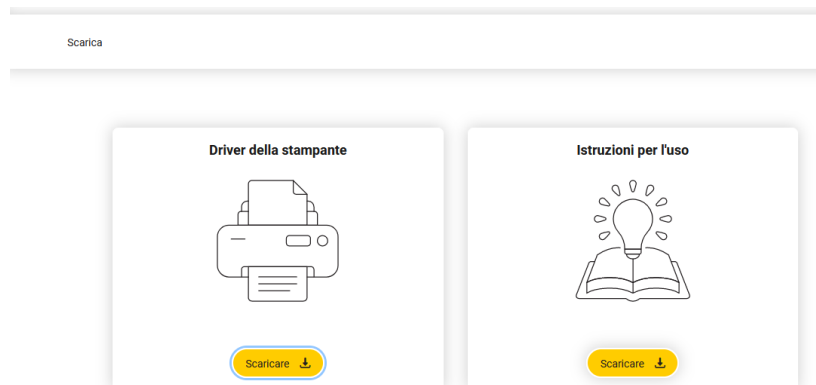 Scarica
Driver della stampante
Istruzioni per l'uso
Scaricare
Scaricare